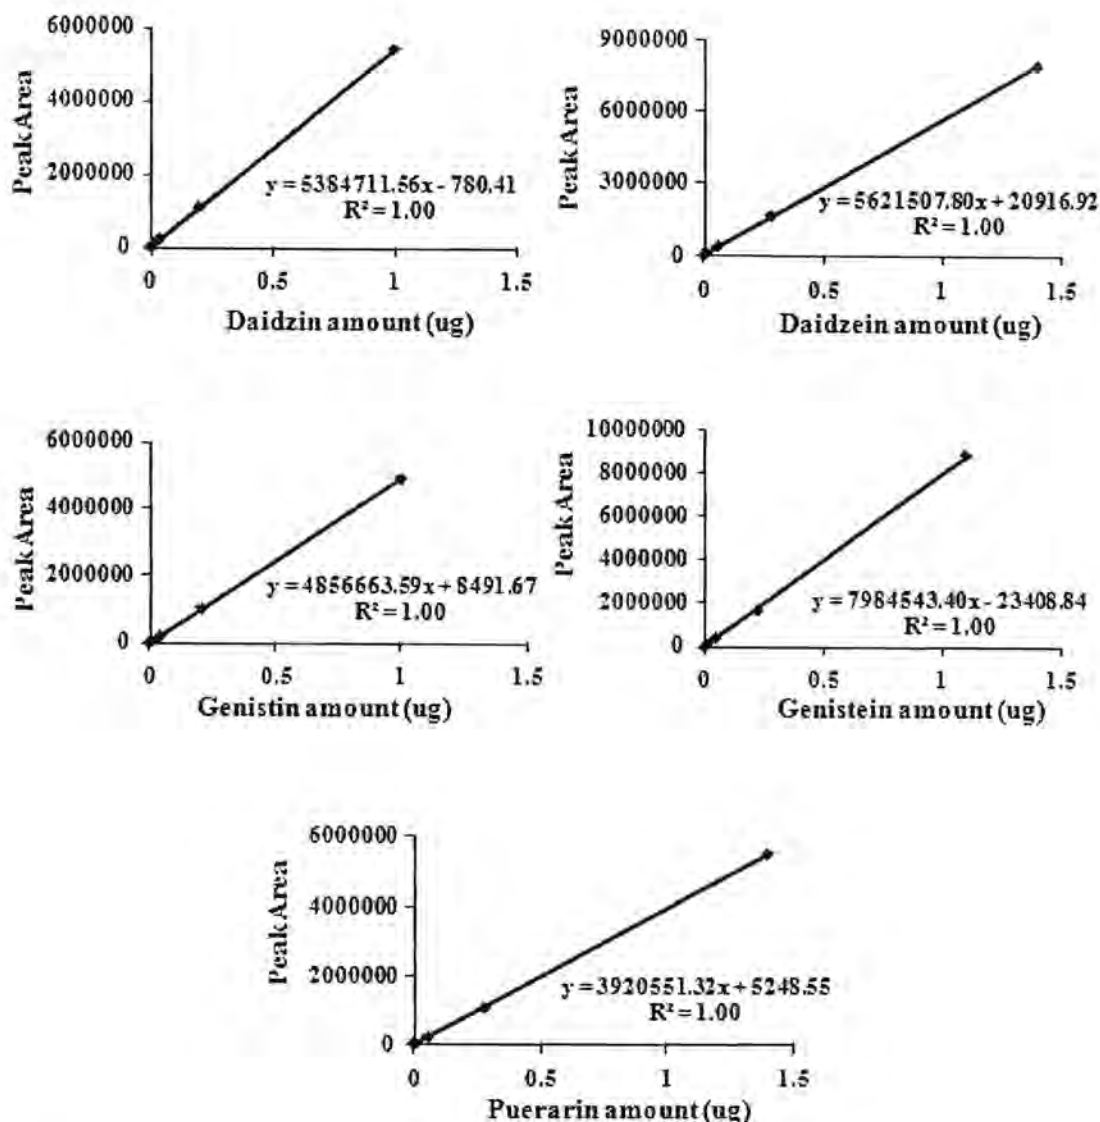 6000000
4000000
2000000
0
Peak Area
y = 5384711.56x - 780.41
R² = 1.00
0 0.5 1 1.5
Daidzin amount (ug)
9000000
6000000
3000000
0
Peak Area
y = 5621507.80x + 20916.92
R² = 1.00
0 0.5 1 1.5
Daidzein amount (ug)
6000000
4000000
2000000
0
Peak Area
y = 4856663.59x + 8491.67
R² = 1.00
0 0.5 1 1.5
Genistin amount (ug)
10000000
8000000
6000000
4000000
2000000
0
Peak Area
y = 7984543.40x - 23408.84
R² = 1.00
0 0.5 1 1.5
Genistein amount (ug)
6000000
4000000
2000000
0
Peak Area
y = 3920551.32x + 5248.55
R² = 1.00
0 0.5 1 1.5
Puerarin amount (ug)